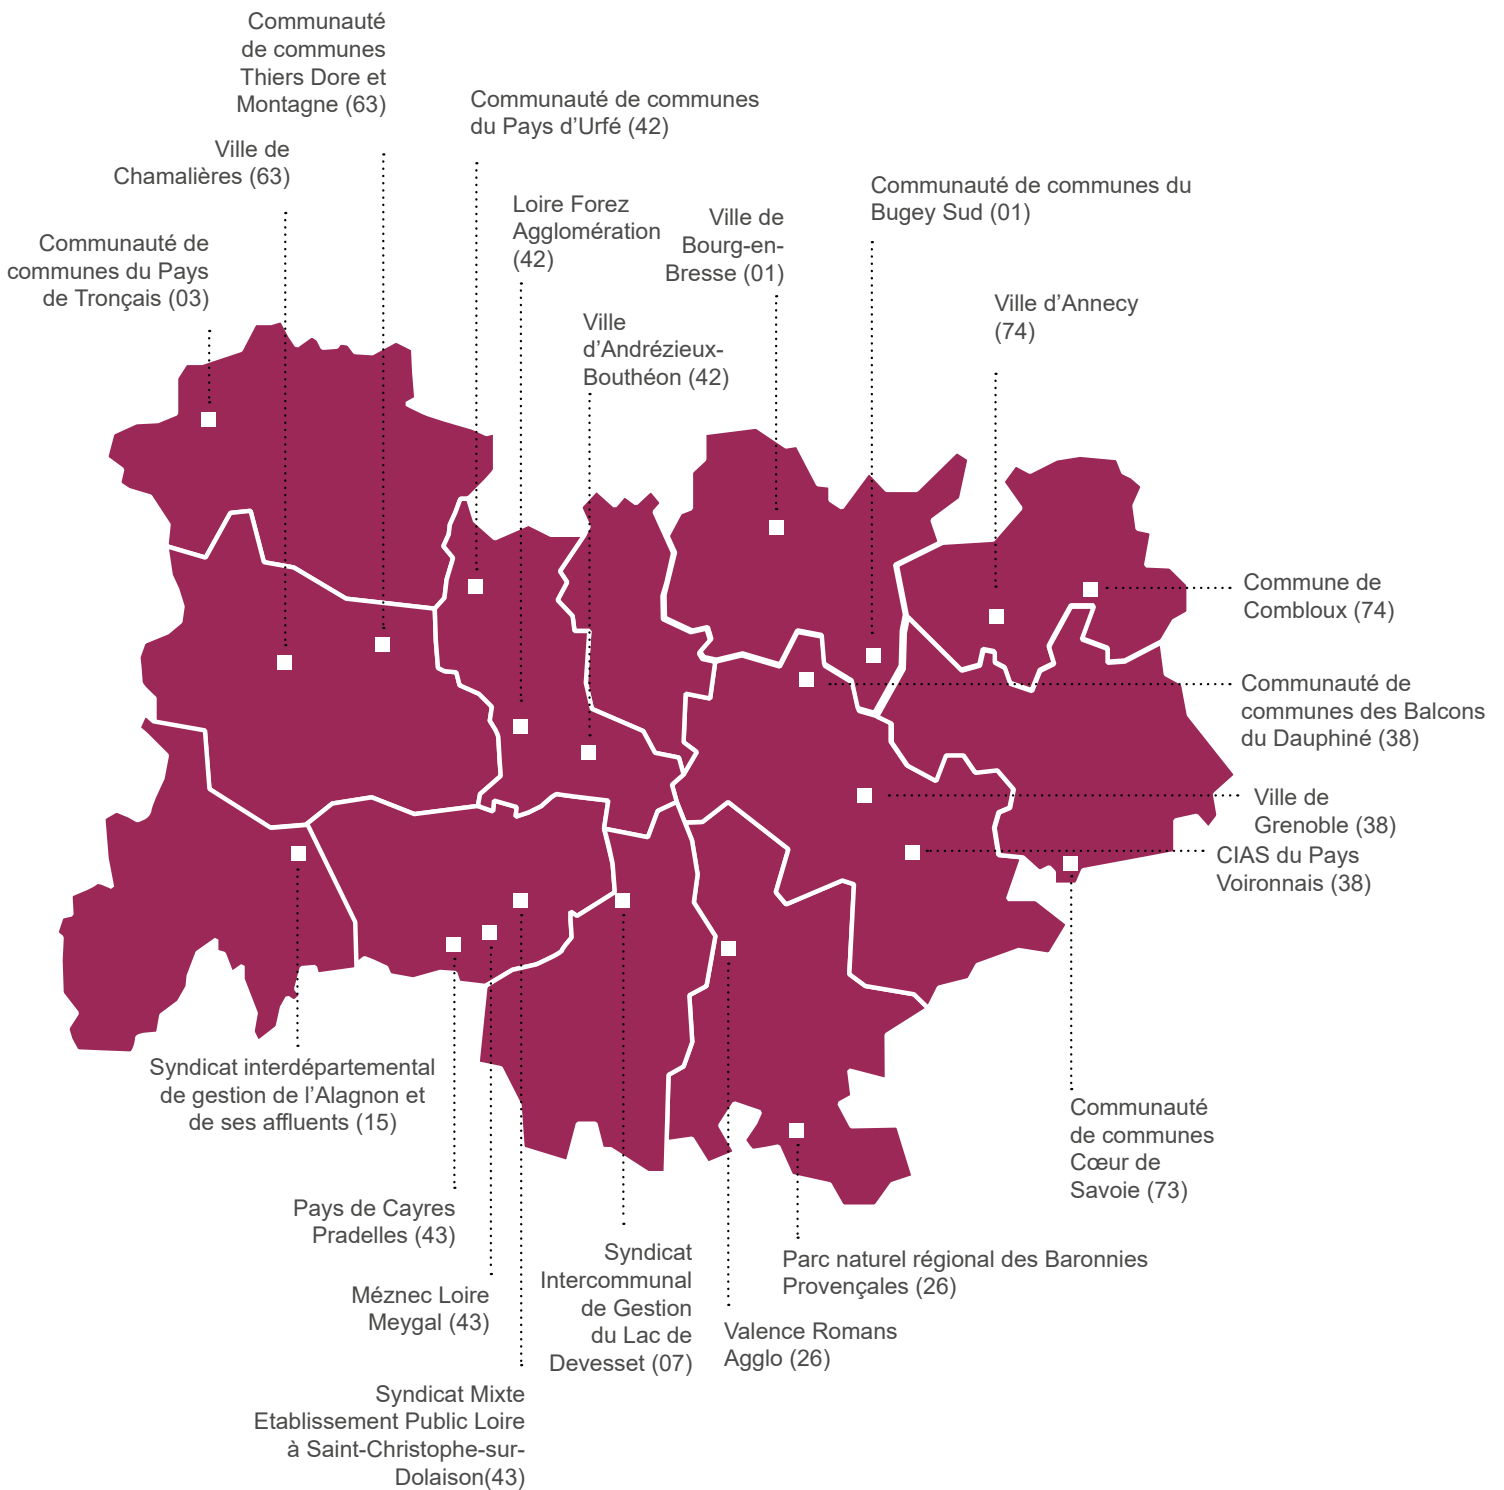 Communauté
de communes
Thiers Dore et
Montagne (63)
Communauté de communes
du Pays d’Urfé (42)
Ville de
Chamalières (63)
Communauté de communes du
Bugey Sud (01)
Loire Forez
Agglomération
(42)
Ville de
Bourg-en-
Bresse (01)
Communauté de
communes du Pays
de Tronçais (03)
Ville d’Annecy
(74)
Ville
d’Andrézieux-
Bouthéon (42)
Commune de
Combloux (74)
Communauté de
communes des Balcons
du Dauphiné (38)
Ville de
Grenoble (38)
CIAS du Pays
Voironnais (38)
Syndicat interdépartemental
de gestion de l’Alagnon et
de ses affluents (15)
Communauté
de communes
Cœur de
Savoie (73)
Pays de Cayres
Pradelles (43)
Syndicat
Intercommunal
de Gestion
du Lac de
Devesset (07)
Parc naturel régional des Baronnies
Provençales (26)
Méznec Loire
Meygal (43)
Valence Romans
Agglo (26)
Syndicat Mixte
Etablissement Public Loire
à Saint-Christophe-sur-
Dolaison(43)